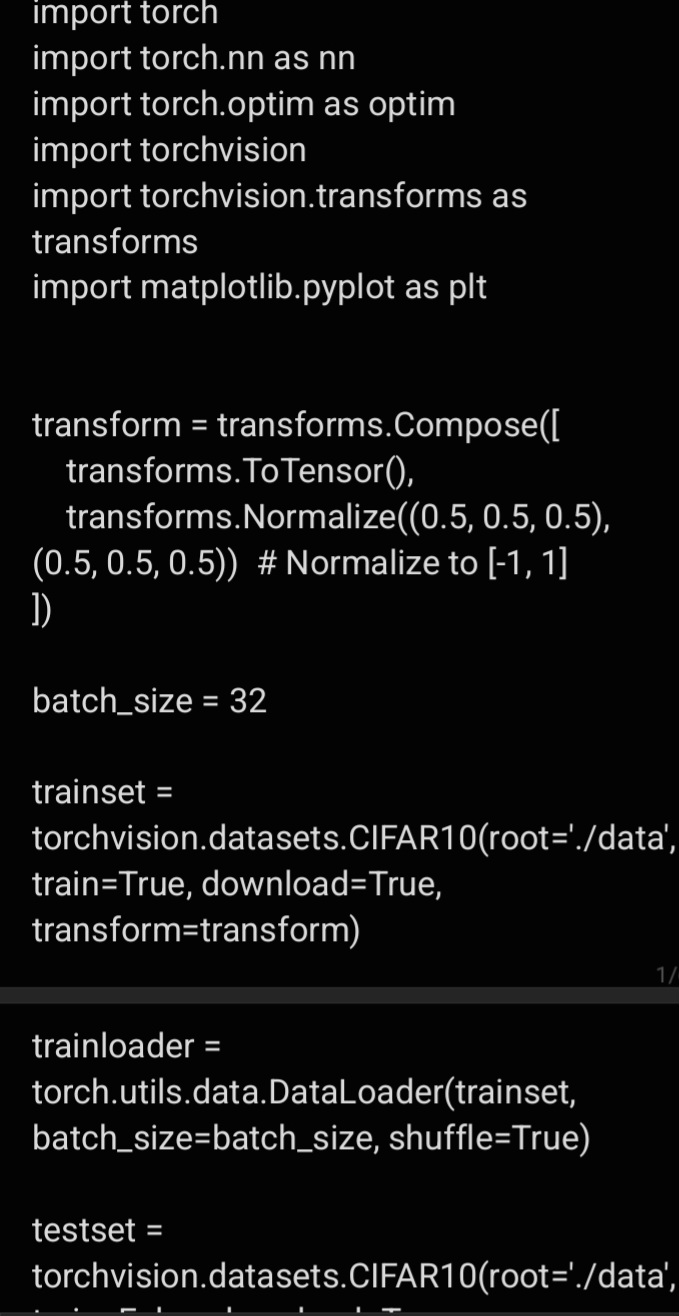 import torch
import torch.nn as nn
import torch.optim as optim
import torchvision
import torchvision.transforms as
transforms
import matplotlib.pyplot as plt
transform = transforms.Compose([
transforms.ToTensor(),
transforms.Normalize((0.5, 0.5, 0.5),
(0.5, 0.5, 0.5))  # Normalize to [-1, 1]
])
batch_size = 32
trainset =
torchvision.datasets.CIFAR10(root='./data',
train=True, download=True,
transform=transform)
1/
trainloader =
torch.utils.data.DataLoader(trainset,
batch_size=batch_size, shuffle=True)
testset =
torchvision.datasets.CIFAR10(root='./data',